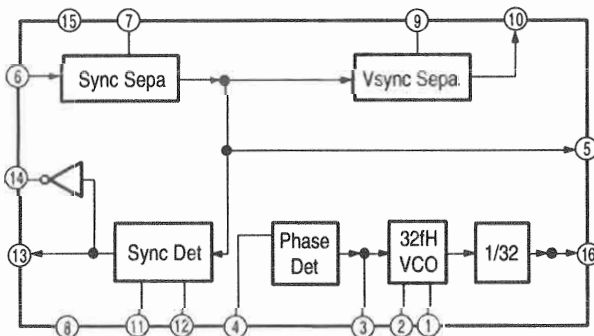 15 7 9 10
6 Sync Sepa Vsync Sepa.
5
14
13 Sync Det Phase
Det 32fH
VCO 1/32 16
8 11 12 4 3 2 1